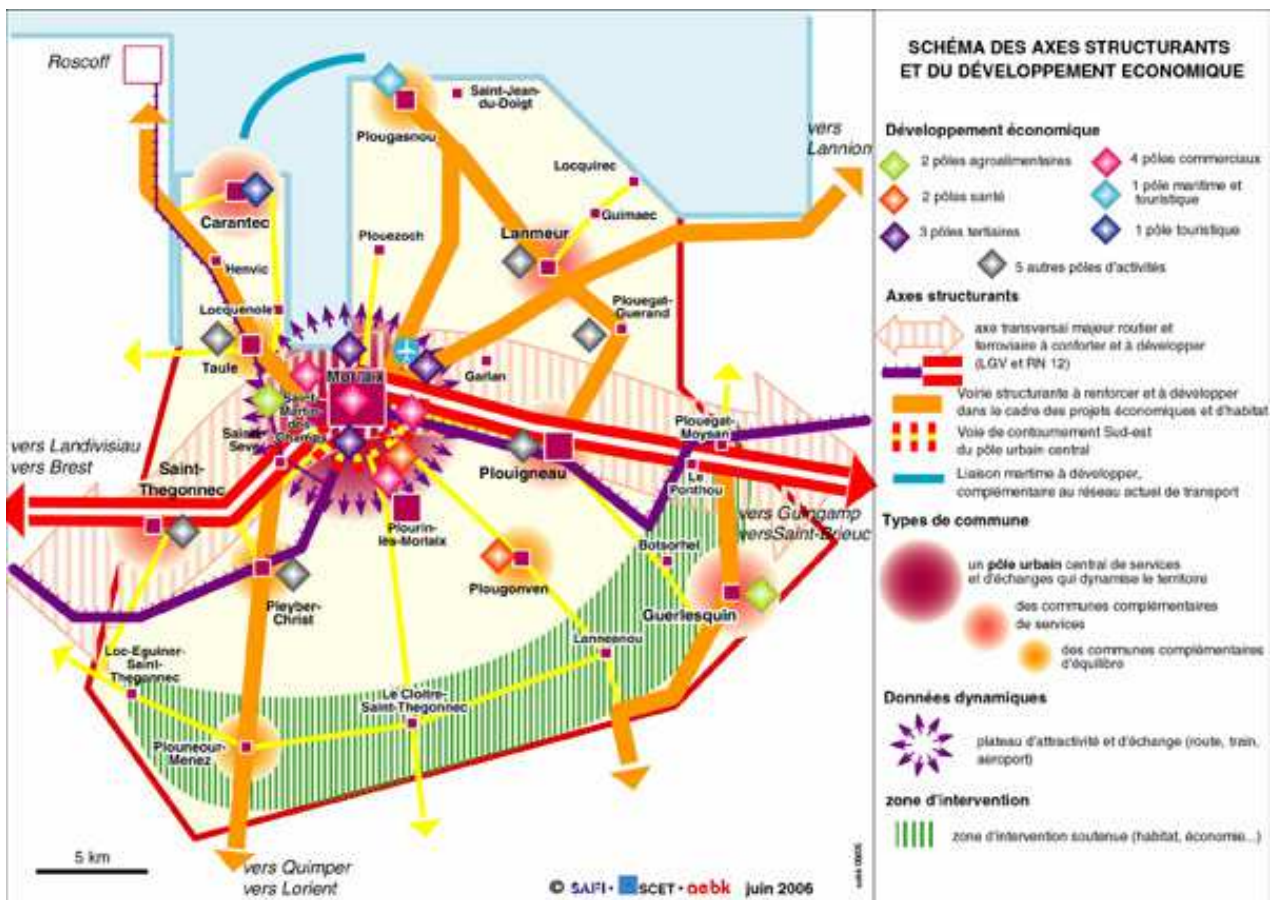 Roscoff
Saint-Jean-
du-Doigt
Plougasnou
vers
Lannion
Locquirec
Guimaec
Carantec
Plouezoch
Lanmeur
Henvic
Locquenole
Plouegat-
Guerand
Taule
Morlaix
Garlan
Saint-
Martin
des
Champs
Sainte
Seve
Plouegat-
Moysan
vers Landivisiau
vers Brest
Saint-
Thegonnec
Plouigneau
Le
Ponthou
Plourin-
les-Morlaix
vers Guingamp
versSaint-Brieuc
Botsorhel
Plougonven
Pleyber-
Christ
Guerlesquin
Lanneanou
Loc-Eguiner-
Saint-
Thegonnec
Le Cloitre-
Saint-Thegonnec
Plouneour-
Menez
5 km
vers Quimper
vers Lorient
© SAFI • SCET • aebk juin 2006
SCHÉMA DES AXES STRUCTURANTS
ET DU DÉVELOPPEMENT ECONOMIQUE
Développement économique
2 pôles agroalimentaires
4 pôles commerciaux
2 pôles santé
1 pôle maritime et
touristique
3 pôles tertiaires
1 pôle touristique
5 autres pôles d'activités
Axes structurants
axe transversal majeur routier et
ferroviaire à conforter et à développer
(LGV et RN 12)
Voirie structurante à renforcer et à développer
dans le cadre des projets économiques et d'habitat
Voie de contournement Sud-est
du pôle urbain central
Liaison martime à développer,
complémentaire au réseau actuel de transport
Types de commune
un pôle urbain central de services
et d'échanges qui dynamise le territoire
des communes complémentaires
de services
des communes complémentaires
d'équilibre
Données dynamiques
plateau d'attractivité et d'échange (route, train,
aeroport)
zone d'intervention
zone d'intervention soutenue (habitat, économie...)